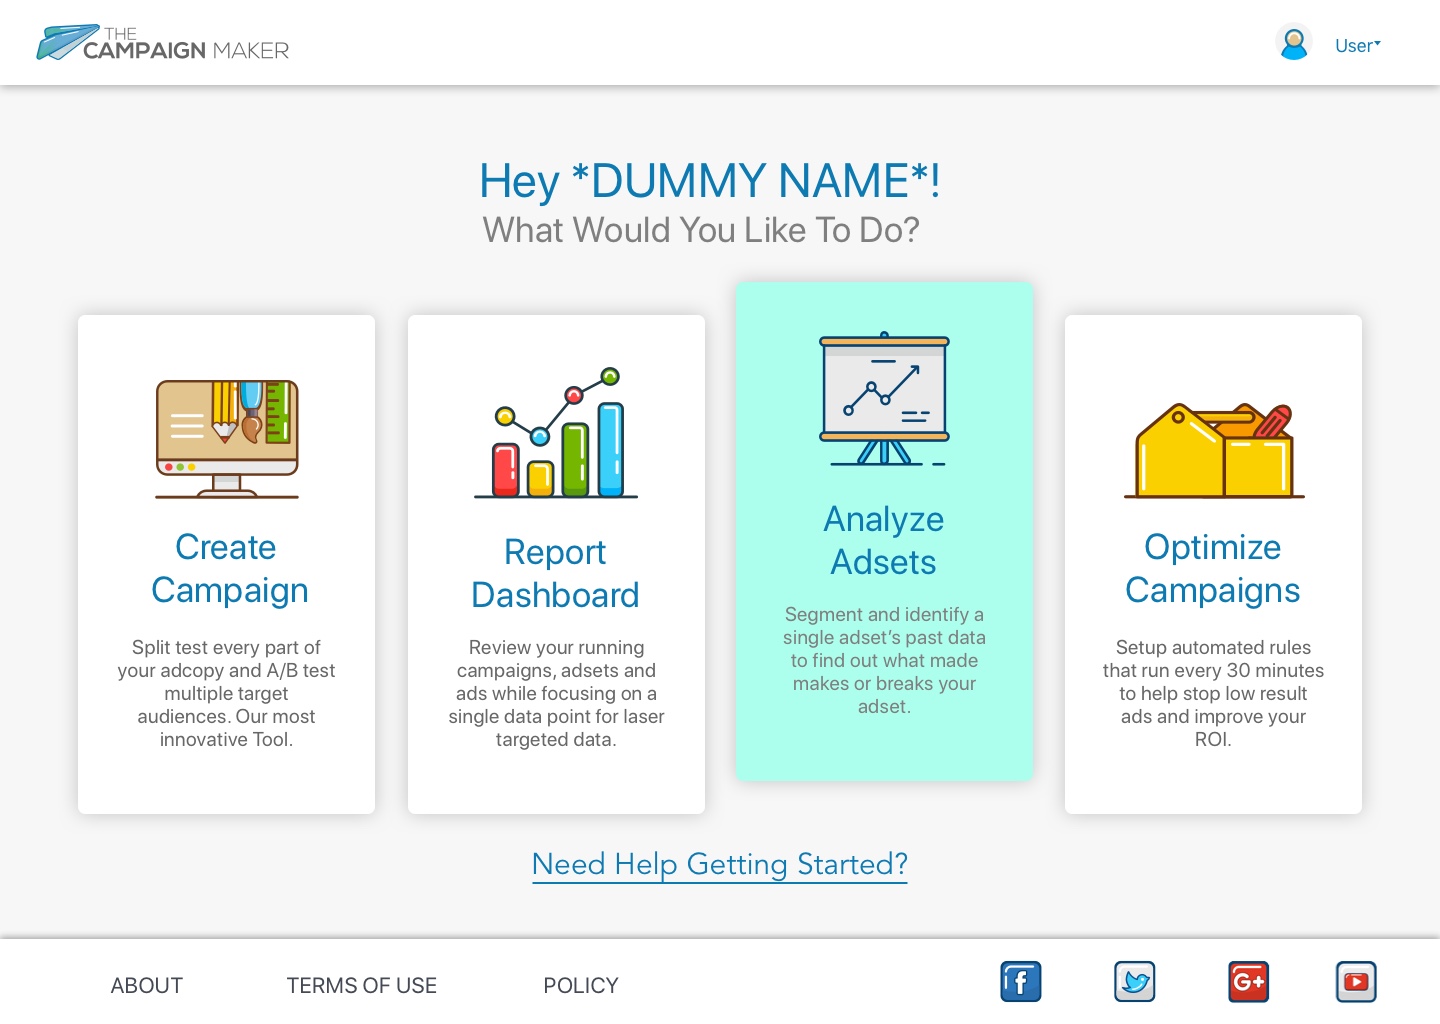 THE
CAMPAIGN MAKER
User
Hey *DUMMY NAME*!
What Would You Like To Do?
Create
Campaign
Split test every part of
your adcopy and A/B test
multiple target
audiences. Our most
innovative Tool.
Report
Dashboard
Review your running
campaigns, adsets and
ads while focusing on a
single data point for laser
targeted data.
Analyze
Adsets
Segment and identify a
single adset's past data
to find out what made
makes or breaks your
adset.
Optimize
Campaigns
Setup automated rules
that run every 30 minutes
to help stop low result
ads and improve your
ROI.
Need Help Getting Started?
ABOUT
TERMS OF USE
POLICY
f
G+